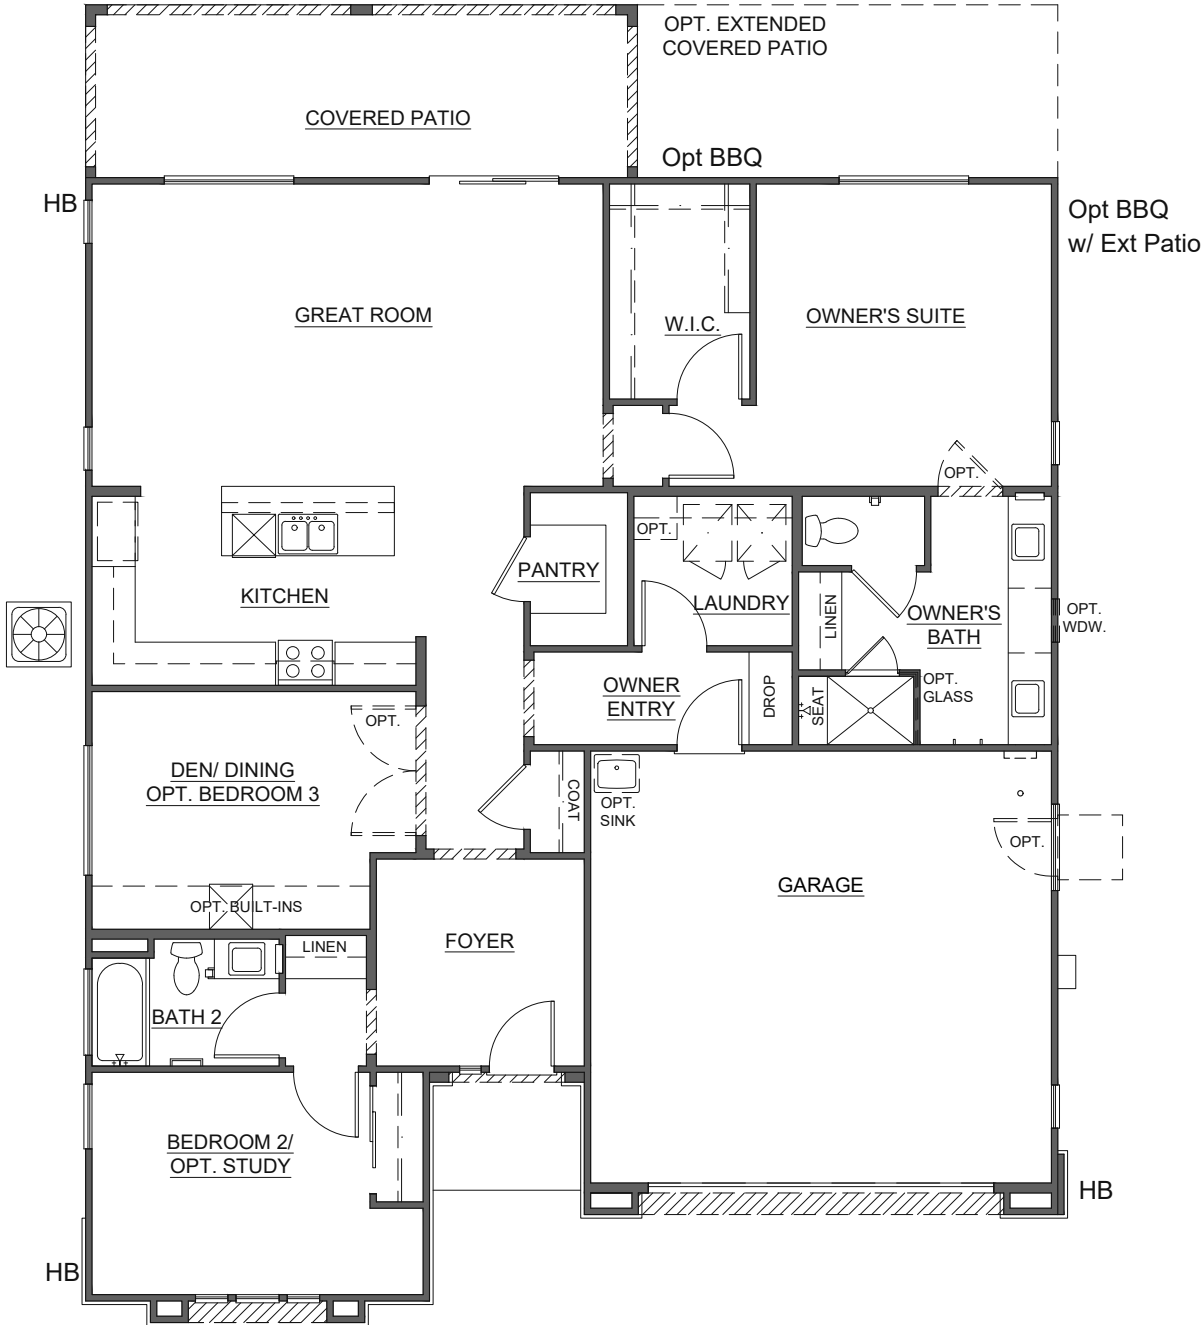 OPT. EXTENDED
COVERED PATIO
COVERED PATIO
Opt BBQ
HB
Opt BBQ
w/ Ext Patio
GREAT ROOM
W.I.C.
OWNER'S SUITE
OPT.
OPT.
PANTRY
KITCHEN
LAUNDRY
LINEN
OWNER'S
BATH
OPT.
WDW.
OWNER
ENTRY
DROP
SEAT
OPT.
GLASS
OPT.
DEN/ DINING
OPT. BEDROOM 3
COAT
OPT.
SINK
OPT.
GARAGE
OPT. BUILT-INS
FOYER
LINEN
BATH 2
BEDROOM 2/
OPT. STUDY
HB
HB